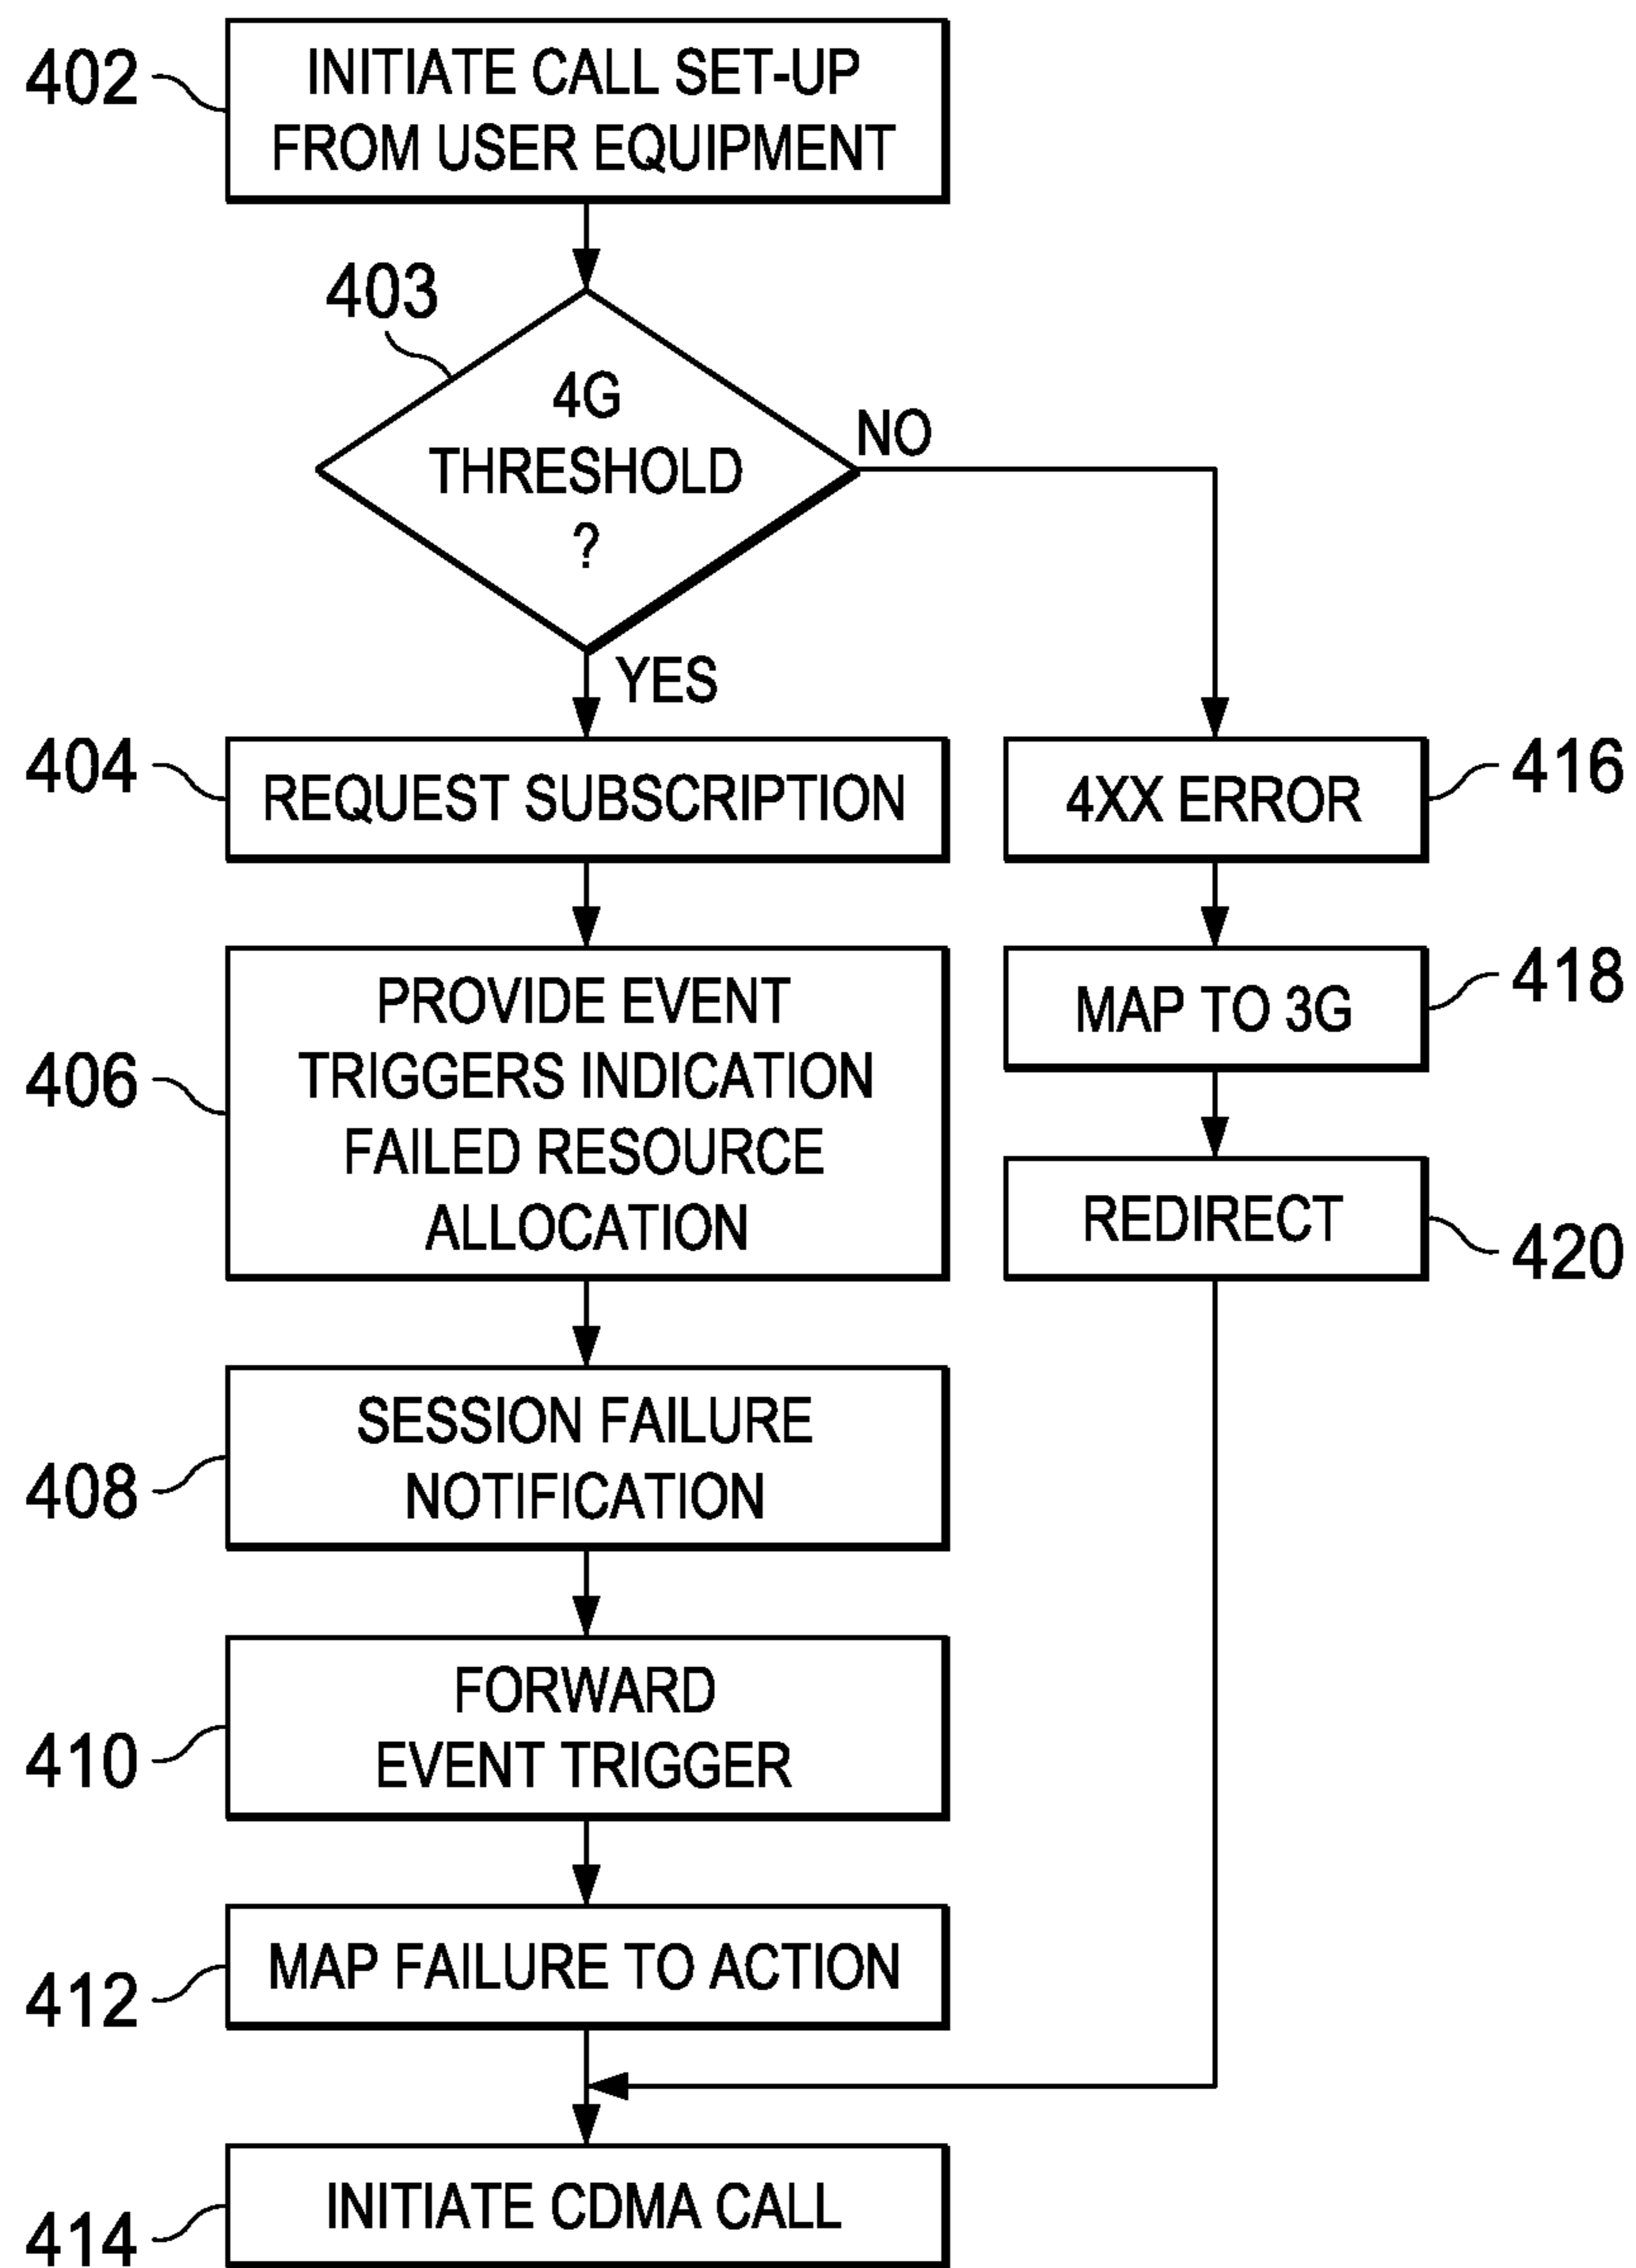 402
INITIATE CALL SET-UP
FROM USER EQUIPMENT
403
4G
THRESHOLD
?
NO
YES
404
REQUEST SUBSCRIPTION
4XX ERROR
416
406
PROVIDE EVENT
TRIGGERS INDICATION
FAILED RESOURCE
ALLOCATION
MAP TO 3G
418
REDIRECT
420
408
SESSION FAILURE
NOTIFICATION
410
FORWARD
EVENT TRIGGER
412
MAP FAILURE TO ACTION
414
INITIATE CDMA CALL